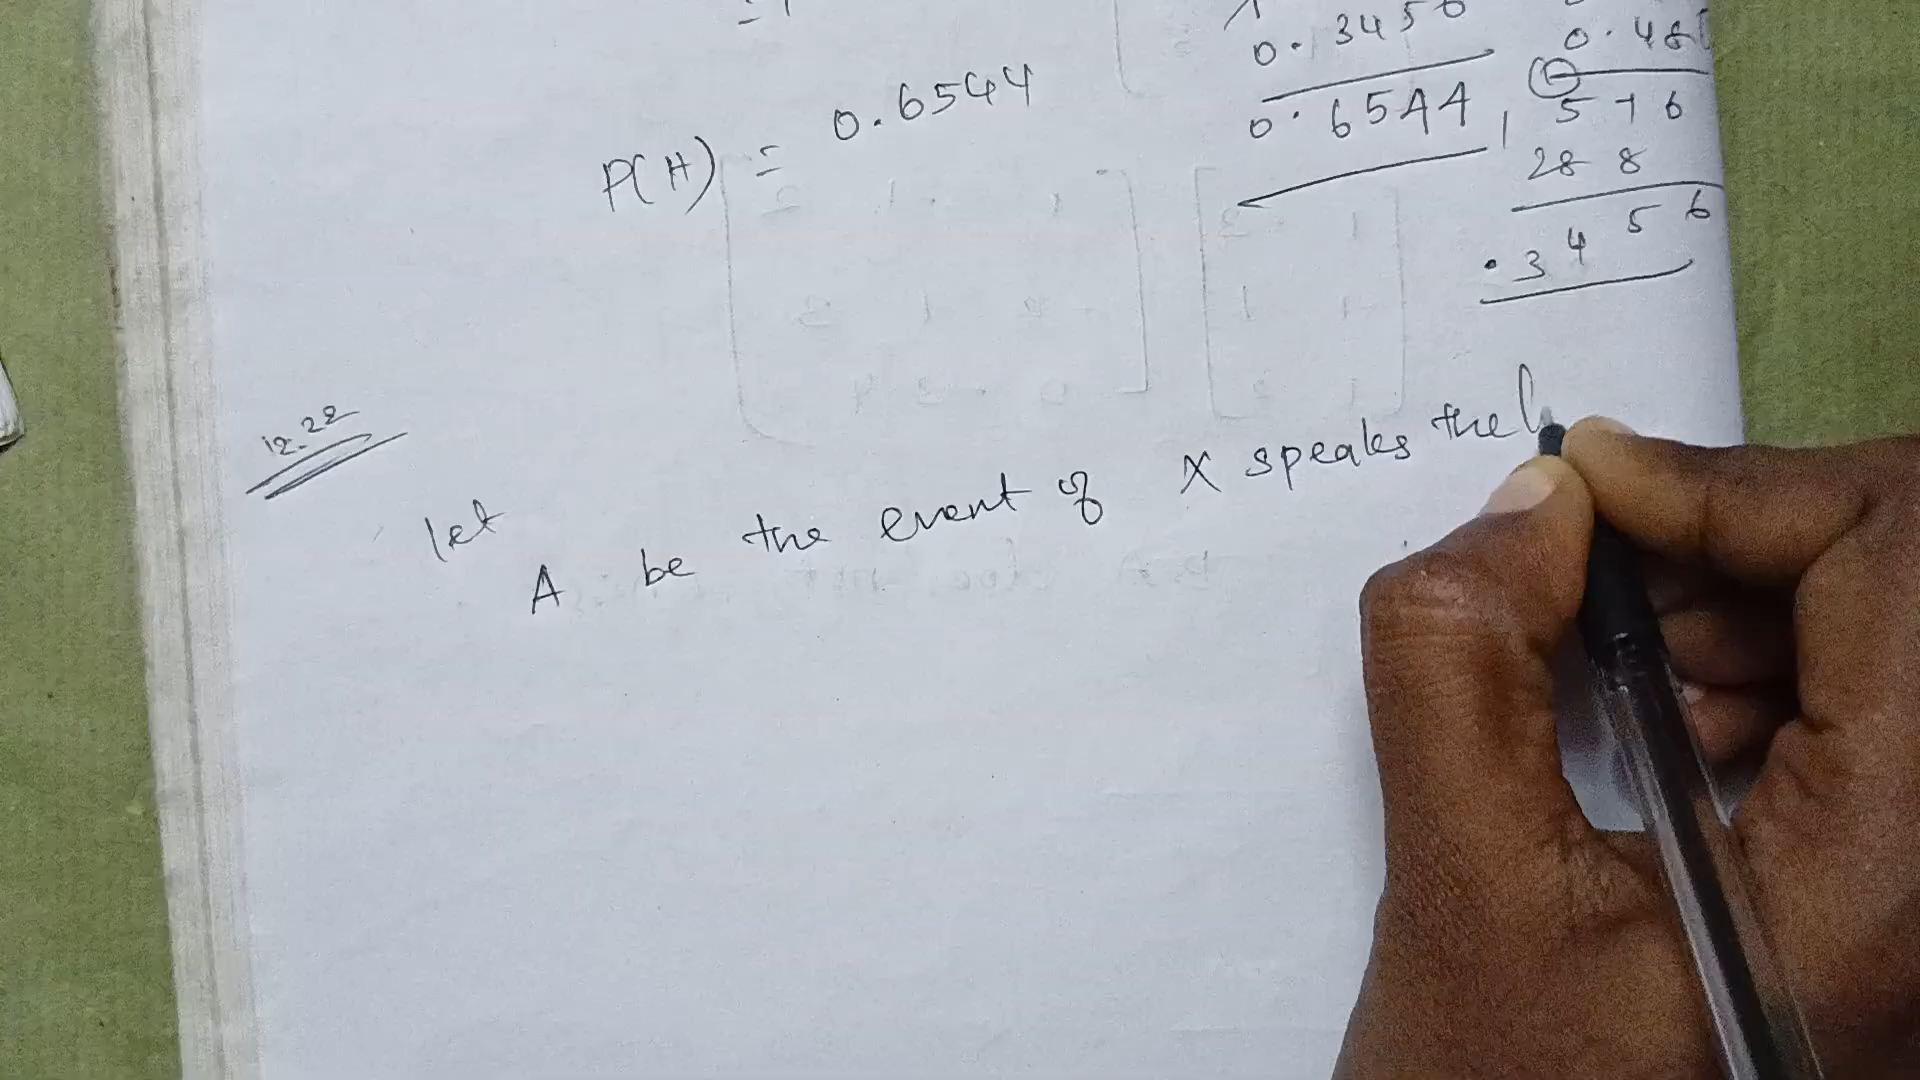 0.3456
0.48
P(H) = 0.6544
0.6544
576
288
.3456
12.22
let
A be the event of X speaks the